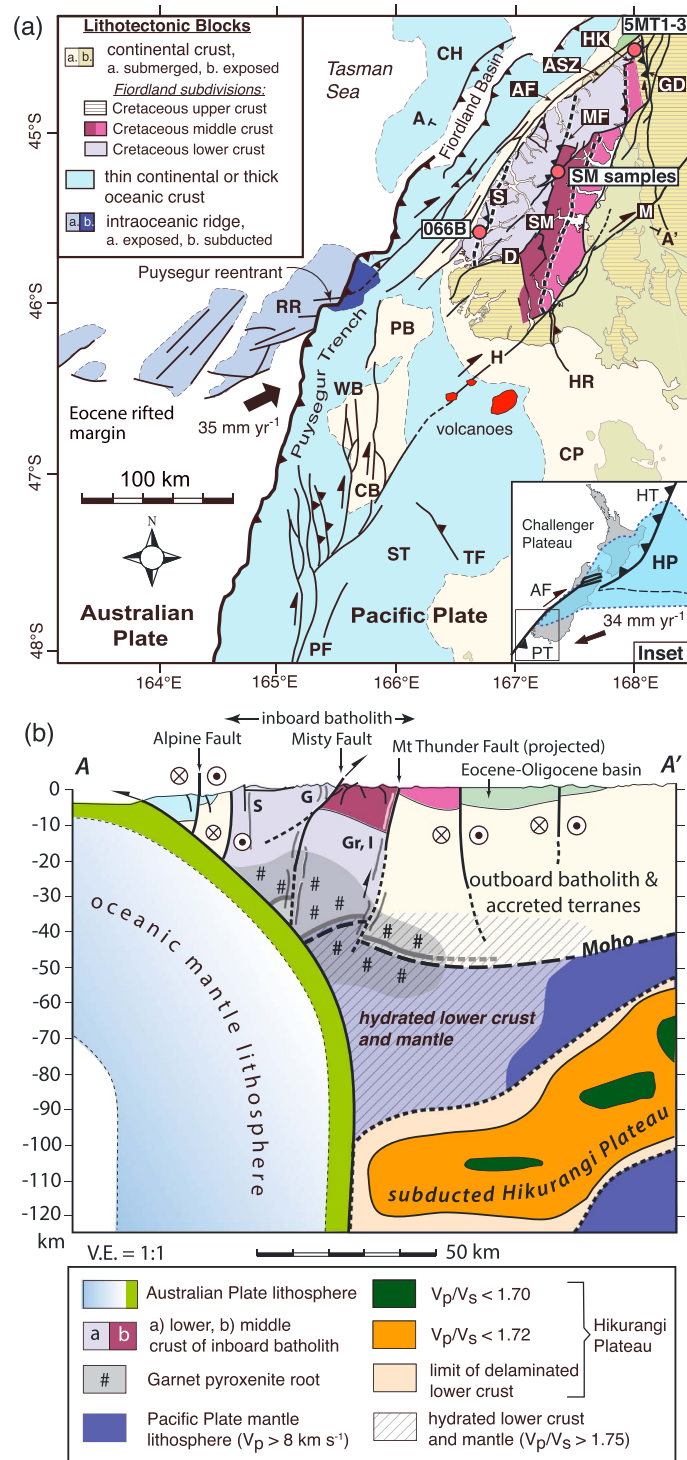 (a)
Lithotectonic Blocks
a. b. continental crust,
a. submerged, b. exposed
Fiordland subdivisions:
Cretaceous upper crust
Cretaceous middle crust
Cretaceous lower crust
thin continental or thick
oceanic crust
a. b. intraoceanic ridge,
a. exposed, b. subducting
CH
Tasman
Sea
A
Fiordland Basin
5MT1-3
HK
ASZ
AF
GD
MF
SM samples
S
066B
SM
M
A'
D
Puysegur reentrant
RR
PB
Puysegur Trench
H
HR
WB
Eocene rifted
margin
35 mm yr-1
volcanoes
CP
CB
100 km
N
ST
TF
Australian
Plate
Pacific Plate
PF
HT
Challenger
Plateau
HP
AF
34 mm yr-1
PT
Inset
45°S
46°S
47°S
48°S
164°E
165°E
166°E
167°E
168°E
(b)
inboard batholith
Alpine Fault
Misty Fault
Mt Thunder Fault (projected)
A
A'
Eocene-Oligocene basin
0
-10
-20
-30
-40
-50
-60
-70
-80
-90
-100
-110
-120
km
S
G
Gr, I
# # # # # # # # #
outboard batholith &
accreted terranes
Moho
oceanic mantle lithosphere
hydrated lower crust
and mantle
subducted Hikurangi Plateau
V.E. = 1:1
50 km
Australian Plate lithosphere
a b a) lower, b) middle
crust of inboard batholith
# Garnet pyroxenite root
Pacific Plate mantle
lithosphere (Vp > 8 km s-1)
Vp/Vs < 1.70
Vp/Vs < 1.72
limit of delaminated
lower crust
Hikurangi
Plateau
hydrated lower crust
and mantle (Vp/Vs > 1.75)